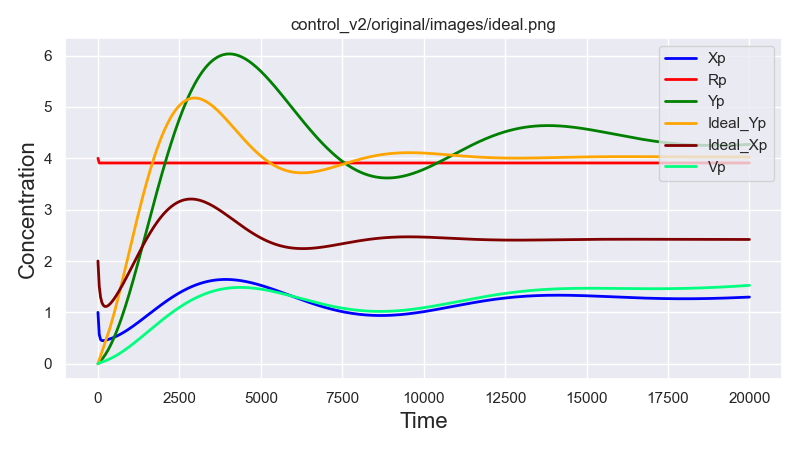 control_v2/original/images/ideal.png
Concentration
6
5
4
3
2
1
0
Xp
Rp
Yp
Ideal_Yp
Ideal_Xp
Vp
0 2500 5000 7500 10000 12500 15000 17500 20000
Time